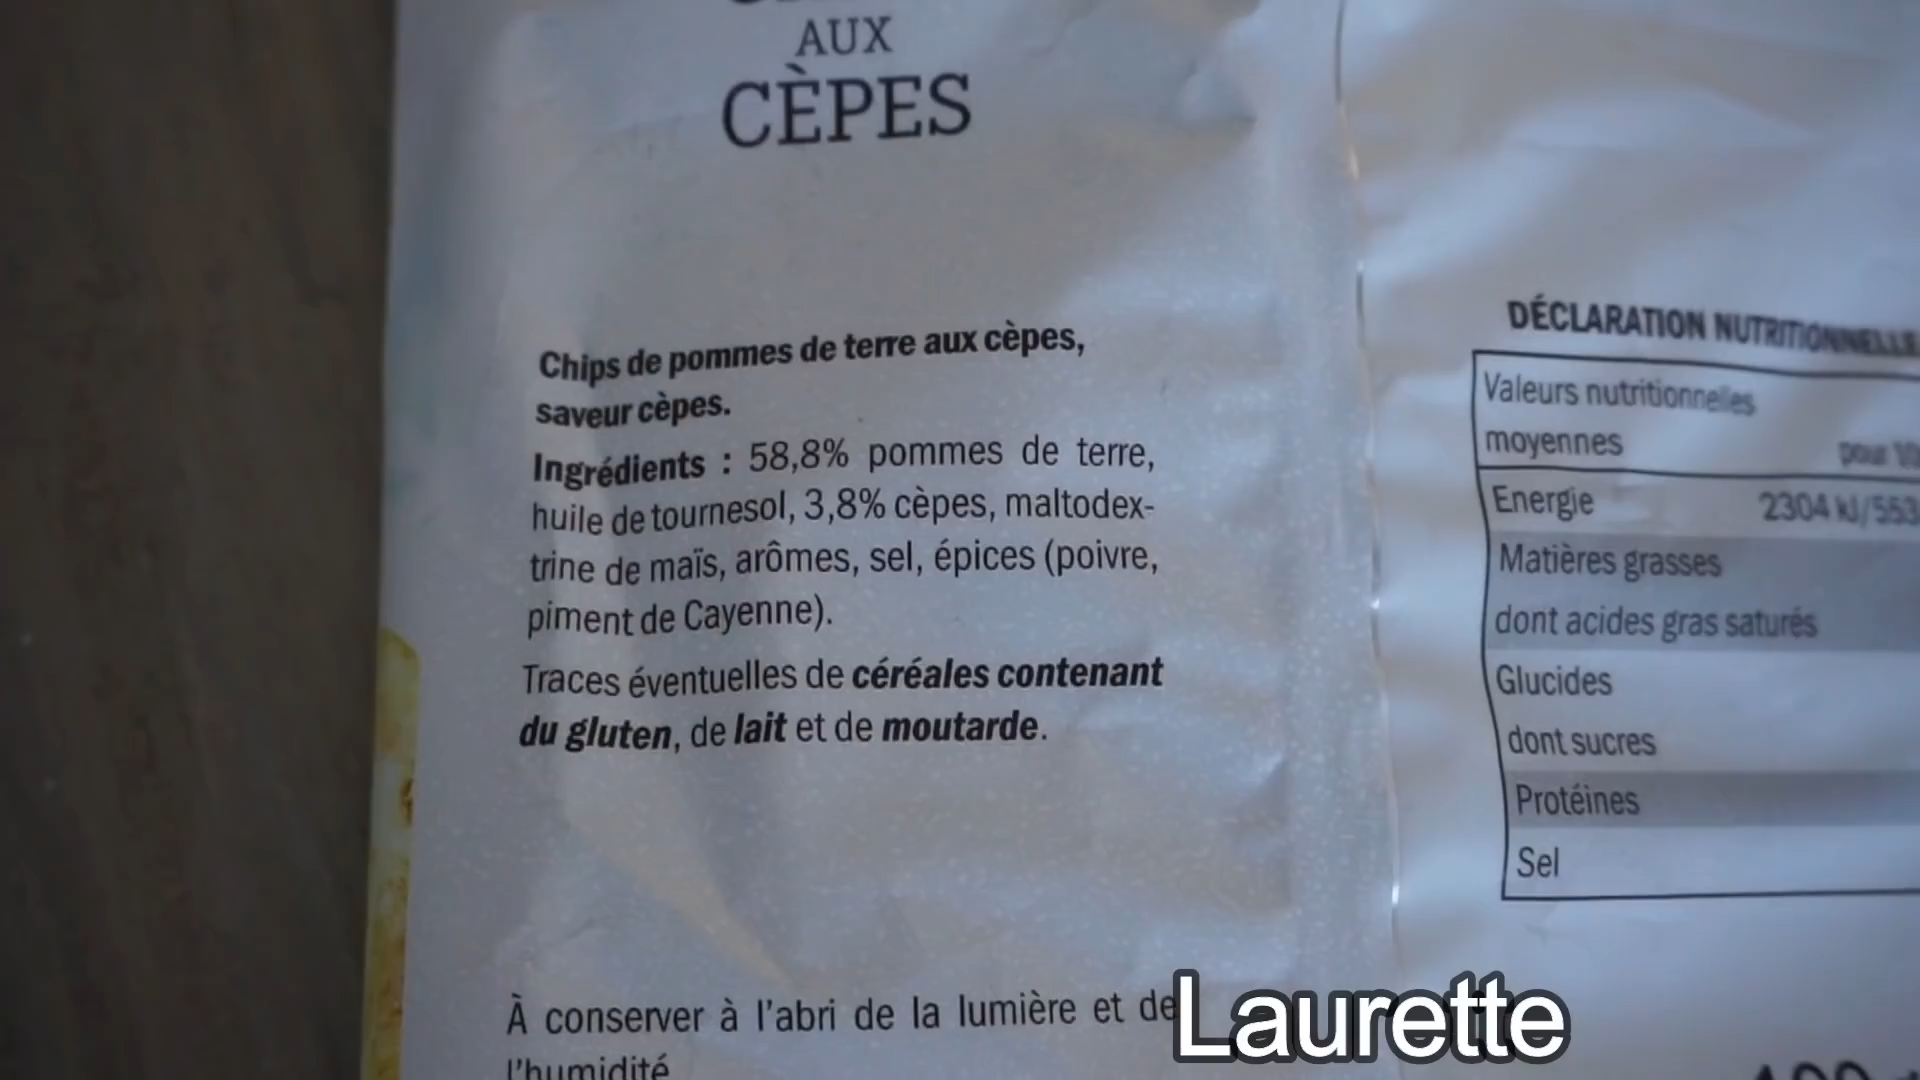 AUX
CÈPES
Chips de pommes de terre aux cèpes,
saveur cèpes.
Ingrédients : 58,8% pommes de terre,
huile de tournesol, 3,8% cèpes, maltodex-
trine de maïs, arômes, sel, épices (poivre,
piment de Cayenne).
Traces éventuelles de céréales contenant
du gluten, de lait et de moutarde.
À conserver à l'abri de la lumière et de
l'humidité
DÉCLARATION NUTRITIONNELLE
Valeurs nutritionnelles
moyennes pour
Energie 2304 kJ/553
Matières grasses
dont acides gras saturés
Glucides
dont sucres
Protéines
Sel
Laurette